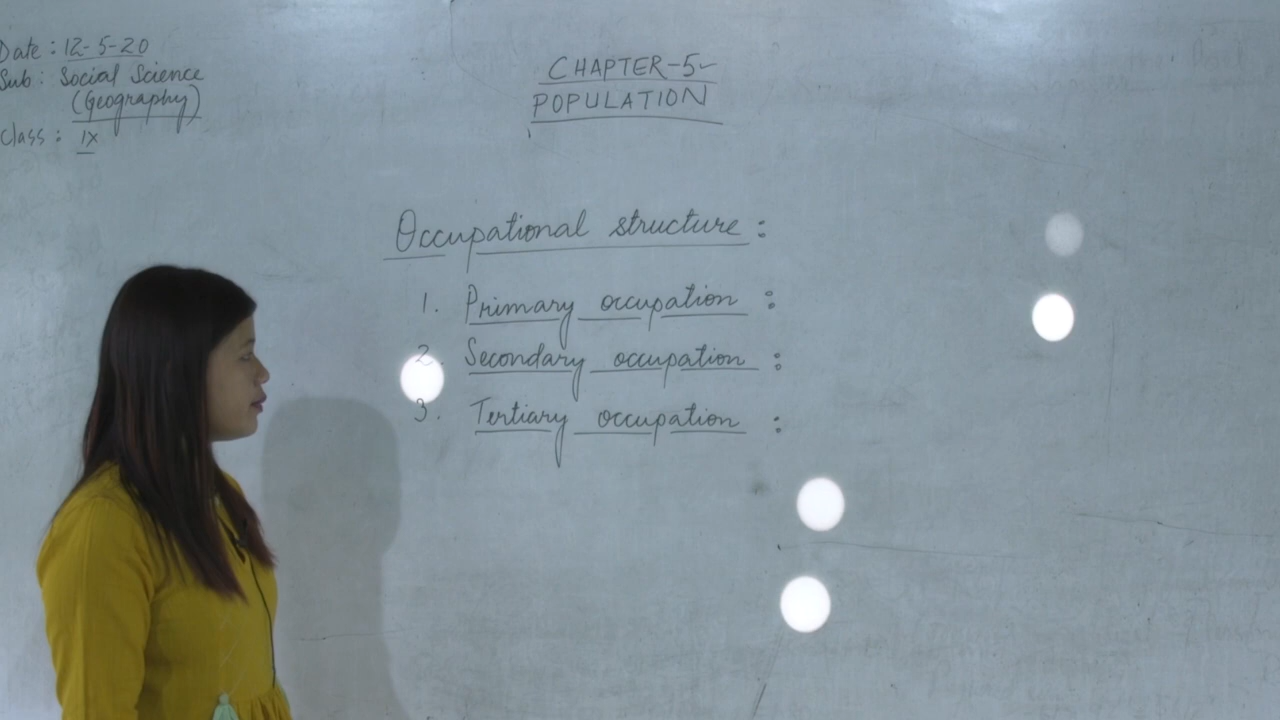 Date : 12-5-20
Sub : Social Science
(Geography)
Class : IX
CHAPTER-5
POPULATION
Occupational structure :
1. Primary occupation :
2. Secondary occupation :
3. Tertiary occupation :